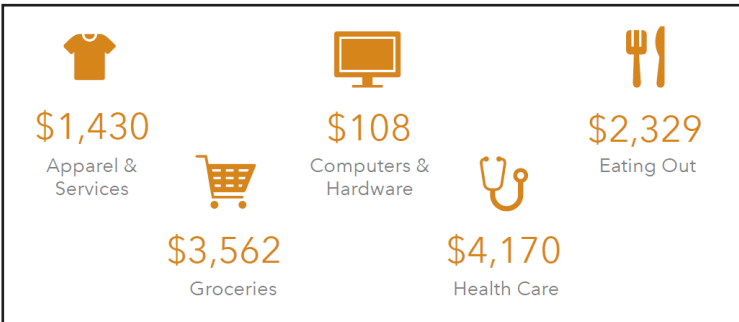 $1,430
Apparel &
Services
$108
Computers &
Hardware
$2,329
Eating Out
$3,562
Groceries
$4,170
Health Care